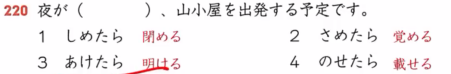 220 夜が（　　　）、山小屋を出発する予定です。
1 しめたら 閉める　2 さめたら 覚める
3 あけたら 明ける　4 のせたら 載せる